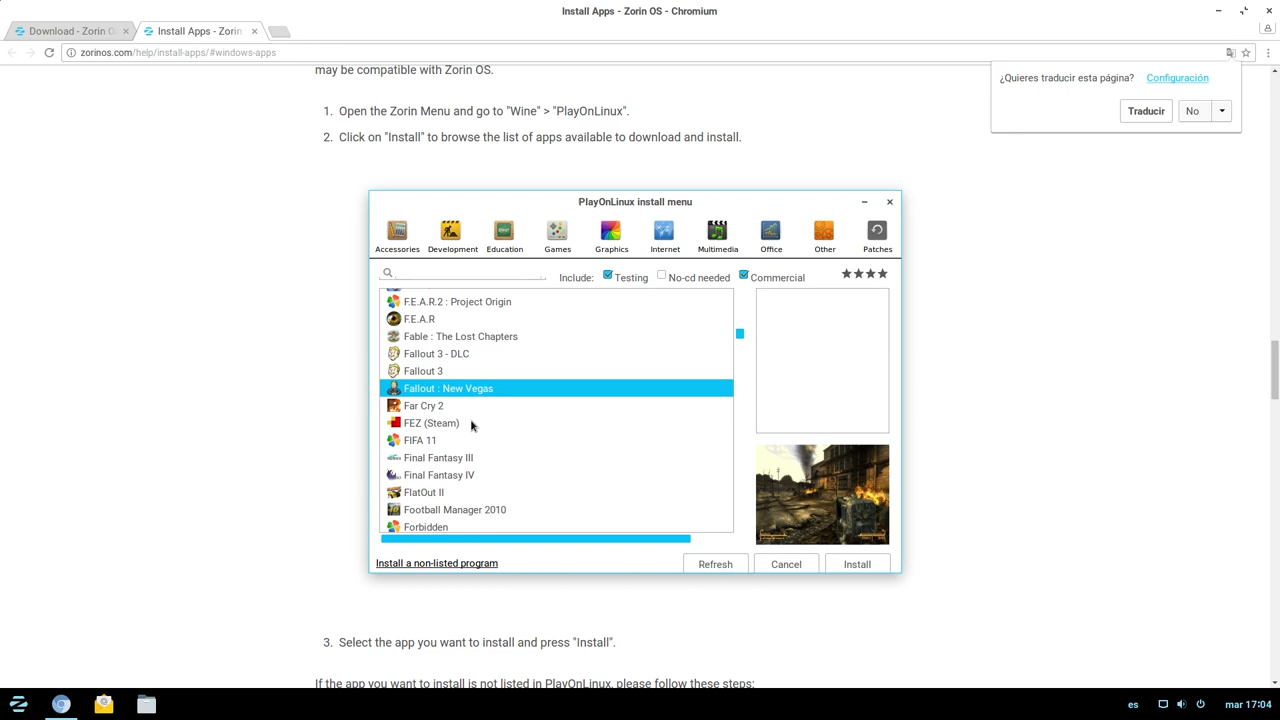 Install Apps - Zorin OS - Chromium
Download - Zorin O
Install Apps - Zorin
zorinos.com/help/install-apps/#windows-apps
¿Quieres traducir esta página? Configuración
Traducir No
may be compatible with Zorin OS.
1. Open the Zorin Menu and go to "Wine" > "PlayOnLinux".
2. Click on "Install" to browse the list of apps available to download and install.
PlayOnLinux install menu
Accessories Development Education Games Graphics Internet Multimedia Office Other Patches
Include: Testing No-cd needed Commercial
F.E.A.R.2 : Project Origin
F.E.A.R
Fable : The Lost Chapters
Fallout 3 - DLC
Fallout 3
Fallout : New Vegas
Far Cry 2
FEZ (Steam)
FIFA 11
Final Fantasy III
Final Fantasy IV
FlatOut II
Football Manager 2010
Forbidden
Install a non-listed program
Refresh Cancel Install
3. Select the app you want to install and press "Install".
If the app you want to install is not listed in PlayOnLinux, please follow these steps:
es mar 17:04